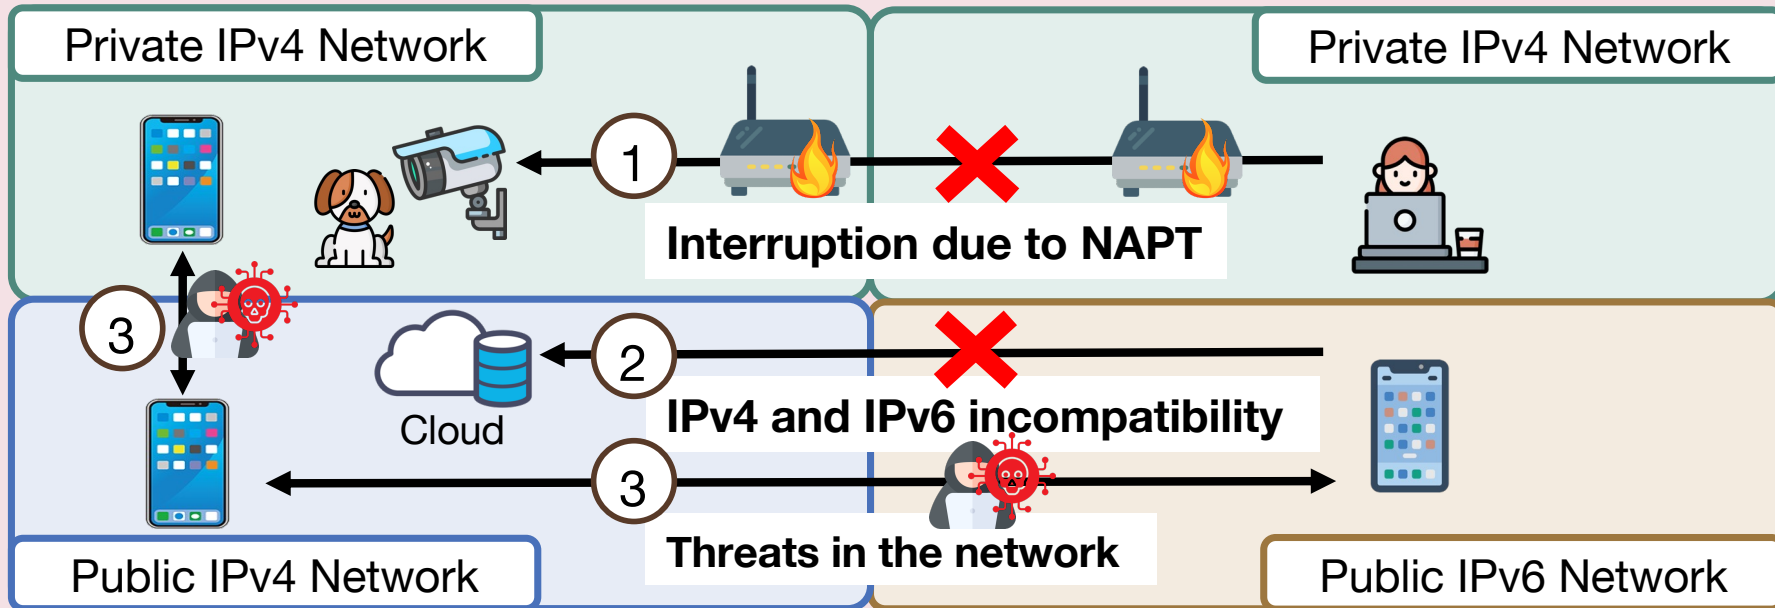 Private IPv4 Network
Private IPv4 Network
1
Interruption due to NAPT
3
2
Cloud
IPv4 and IPv6 incompatibility
3
Threats in the network
Public IPv4 Network
Public IPv6 Network